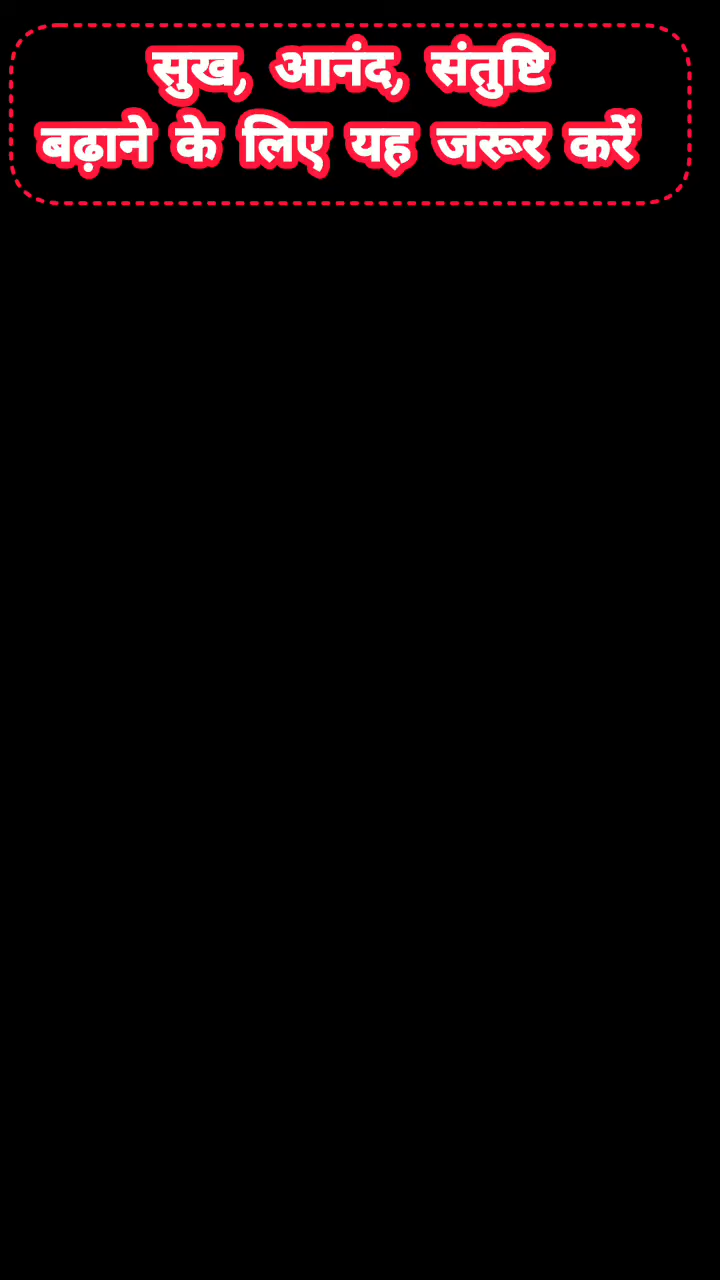 सुख, आनंद, संतुष्टि
बढ़ाने के लिए यह जरूर करें